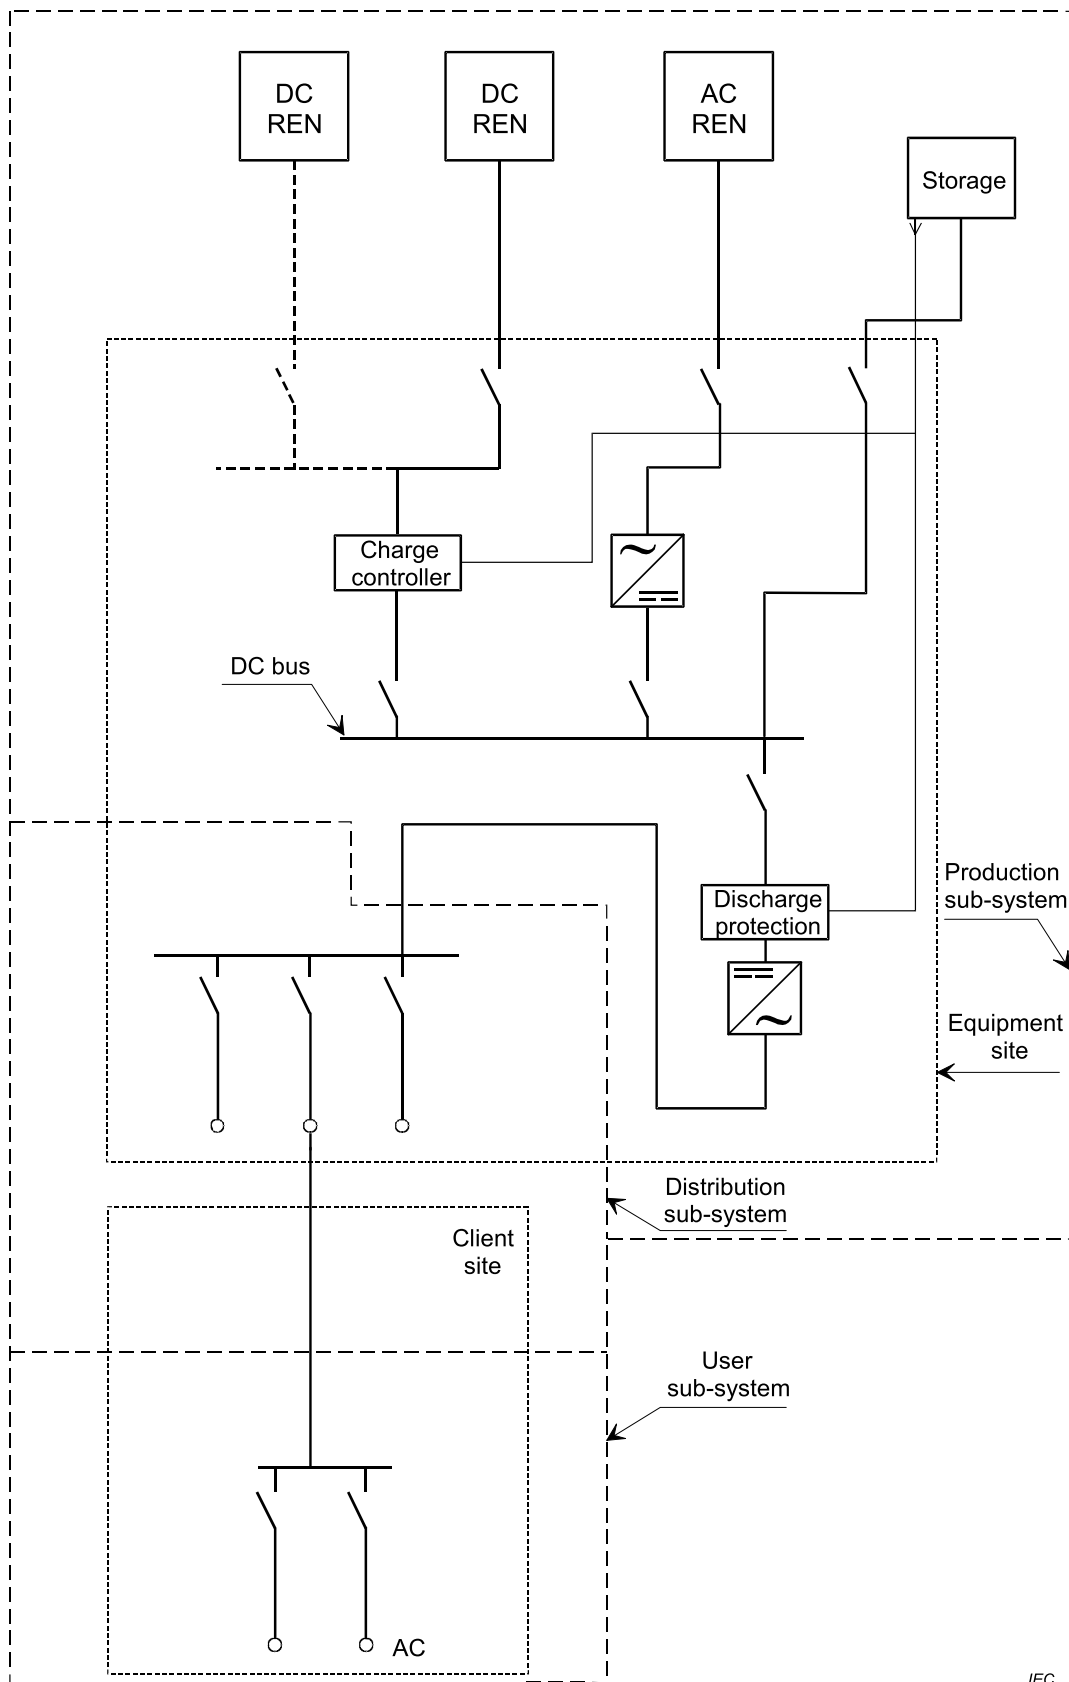 DC
REN
DC
REN
AC
REN
Storage
Charge
controller
DC bus
Discharge
protection
Production
sub-system
Equipment
site
Distribution
sub-system
Client
site
User
sub-system
AC
IEC